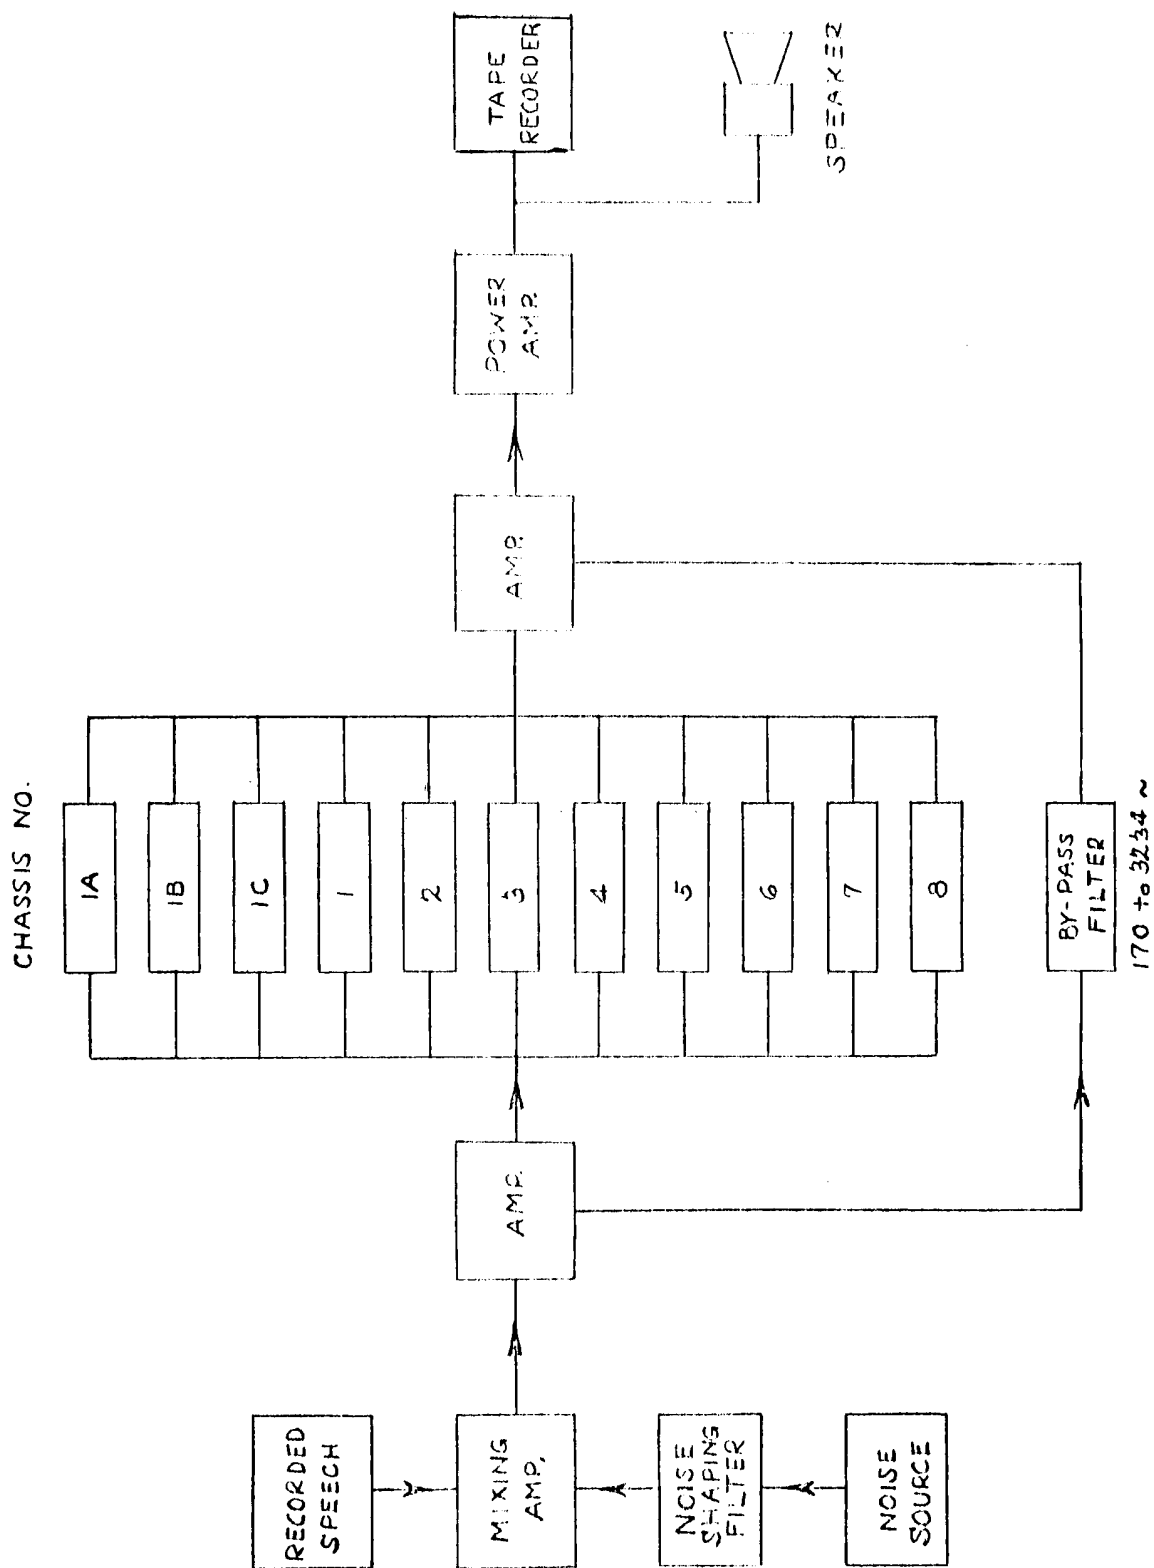 RECORDED
SPEECH
MIXING
AMP.
NOISE
SHAPING
FILTER
NOISE
SOURCE
AMP.
CHASSIS NO.
1A
1B
1C
1
2
3
4
5
6
7
8
BY-PASS
FILTER
170 to 3234 ~
AMP.
POWER
AMP.
TAPE
RECORDER
SPEAKER